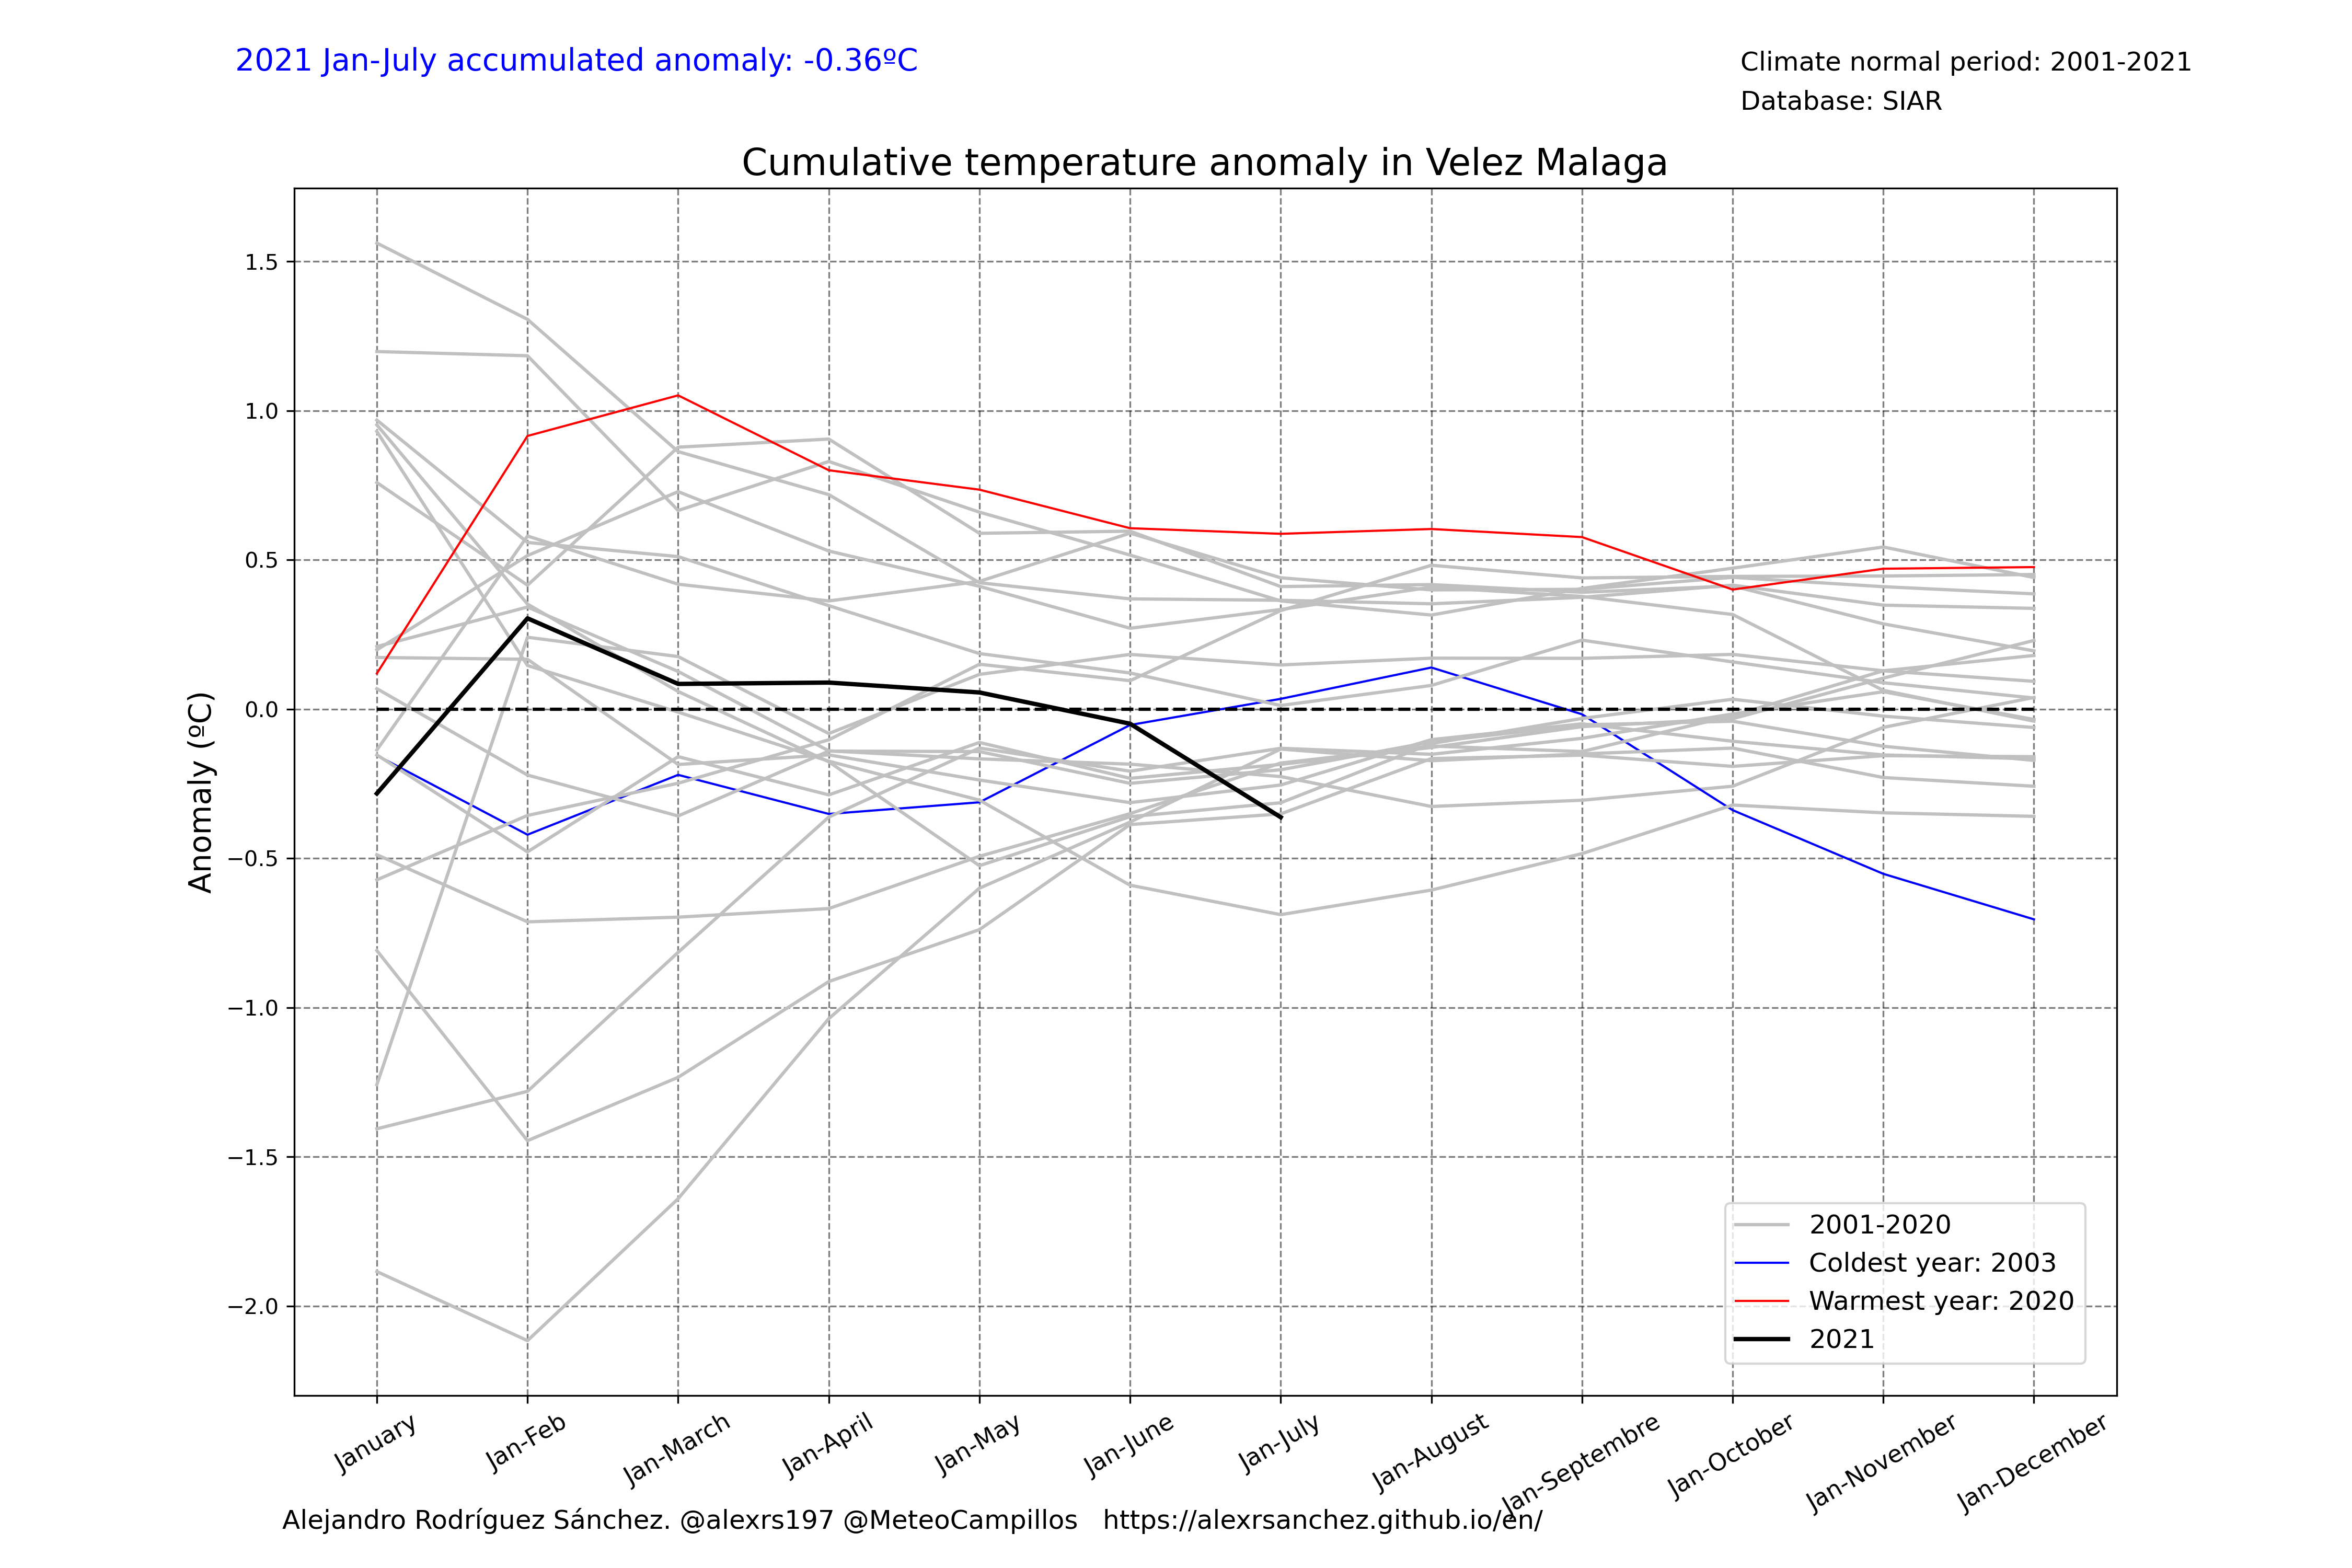 2021 Jan-July accumulated anomaly: -0.36ºC
Climate normal period: 2001-2021
Database: SIAR
Cumulative temperature anomaly in Velez Malaga
Anomaly (ºC)
1.5
1.0
0.5
0.0
−0.5
−1.0
−1.5
−2.0
2001-2020
Coldest year: 2003
Warmest year: 2020
2021
January
Jan-Feb
Jan-March
Jan-April
Jan-May
Jan-June
Jan-July
Jan-August
Jan-Septembre
Jan-October
Jan-November
Jan-December
Alejandro Rodríguez Sánchez. @alexrs197 @MeteoCampillos https://alexrsanchez.github.io/en/